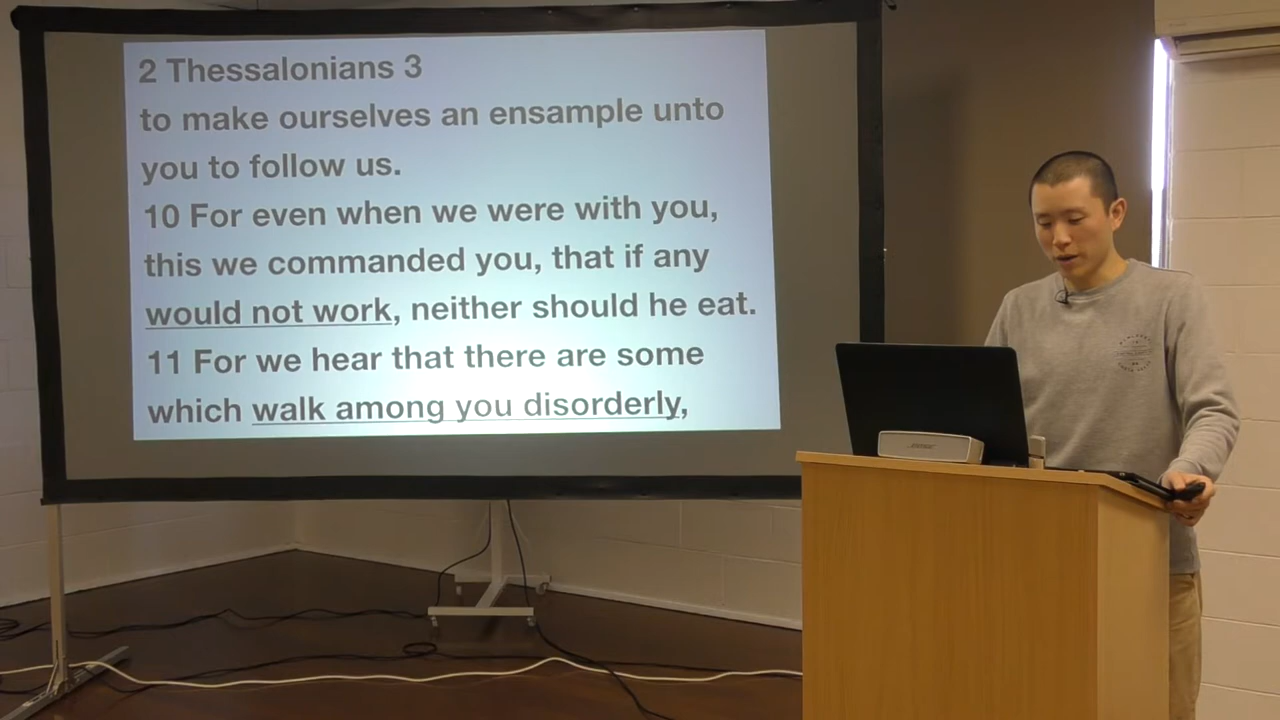 2 Thessalonians 3
to make ourselves an ensample unto
you to follow us.
10 For even when we were with you,
this we commanded you, that if any
would not work, neither should he eat.
11 For we hear that there are some
which walk among you disorderly,